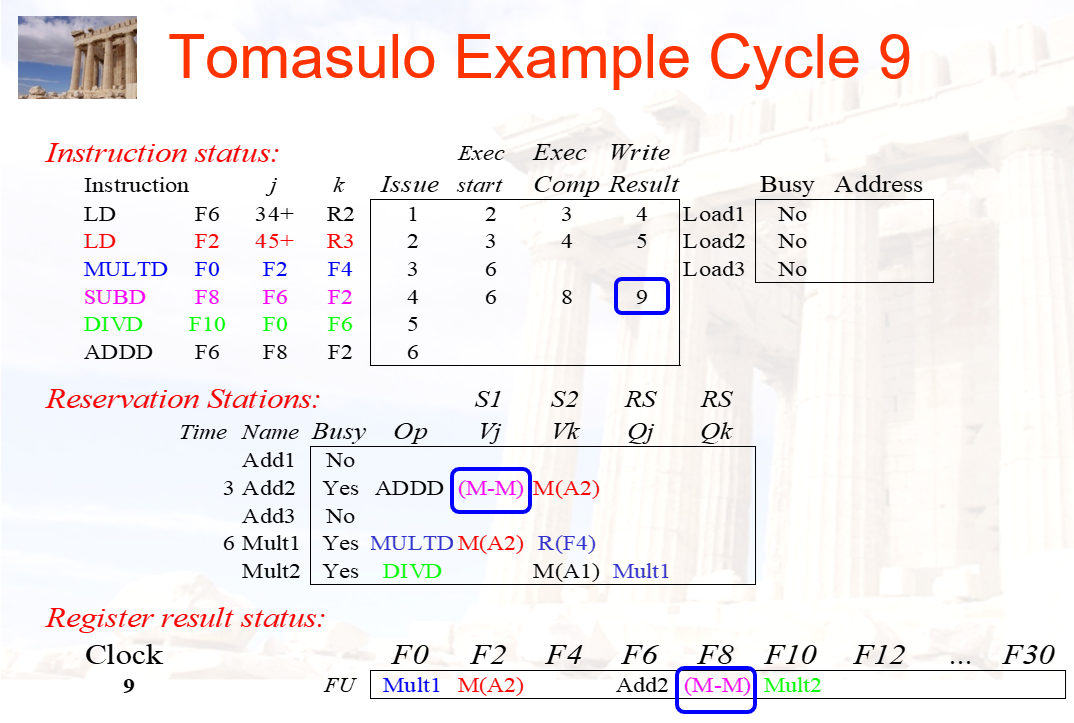 Tomasulo Example Cycle 9
Instruction status: Exec Exec Write
Instruction j k Issue start Comp Result Busy Address
LD F6 34+ R2 1 2 3 4 Load1 No
LD F2 45+ R3 2 3 4 5 Load2 No
MULTD F0 F2 F4 3 6 Load3 No
SUBD F8 F6 F2 4 6 8 9
DIVD F10 F0 F6 5
ADDD F6 F8 F2 6
Reservation Stations: S1 S2 RS RS
Time Name Busy Op Vj Vk Qj Qk
Add1 No
3 Add2 Yes ADDD (M-M) M(A2)
Add3 No
6 Mult1 Yes MULTD M(A2) R(F4)
Mult2 Yes DIVD M(A1) Mult1
Register result status:
Clock F0 F2 F4 F6 F8 F10 F12 ... F30
9 FU Mult1 M(A2) Add2 (M-M) Mult2